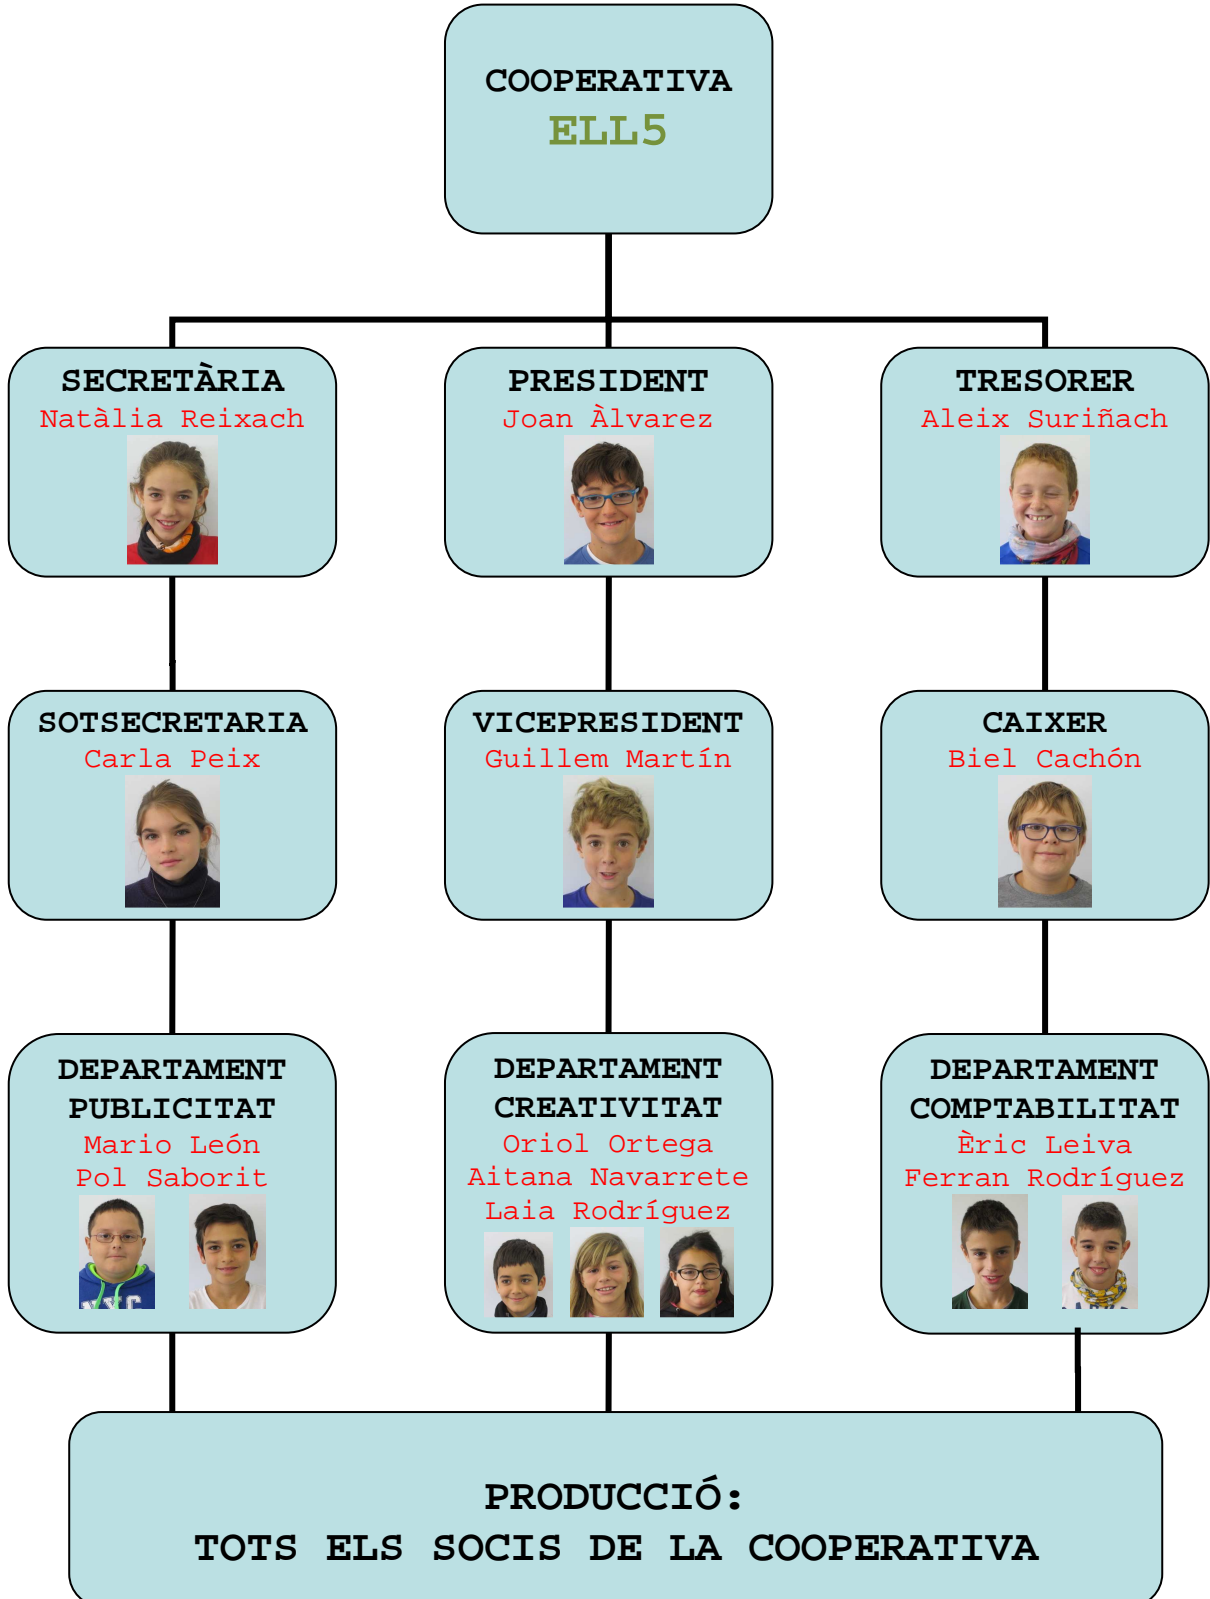 COOPERATIVA
ELL5
SECRETÀRIA
Natàlia Reixach
PRESIDENT
Joan Àlvarez
TRESORER
Aleix Suriñach
SOTSECRETARIA
Carla Peix
VICEPRESIDENT
Guillem Martín
CAIXER
Biel Cachón
DEPARTAMENT
PUBLICITAT
Mario León
Pol Saborit
DEPARTAMENT
CREATIVITAT
Oriol Ortega
Aitana Navarrete
Laia Rodríguez
DEPARTAMENT
COMPTABILITAT
Èric Leiva
Ferran Rodríguez
PRODUCCIÓ:
TOTS ELS SOCIS DE LA COOPERATIVA